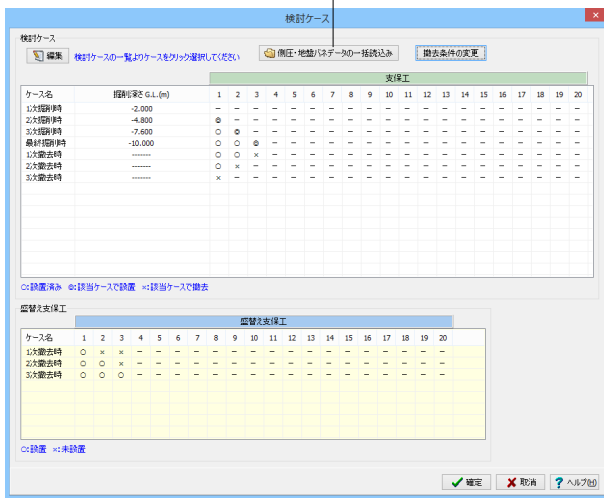 検討ケース
検討ケース
編集 検討ケースの一覧よりケースをクリック選択してください 側圧・地盤バネデータの一括読込み 撤去条件の変更
支保工
ケース名 掘削深さ G.L.(m) 1 2 3 4 5 6 7 8 9 10 11 12 13 14 15 16 17 18 19 20
1次掘削時 -2.000 － － － － － － － － － － － － － － － － － － － －
2次掘削時 -4.800 ◎ － － － － － － － － － － － － － － － － － － －
3次掘削時 -7.600 ○ ◎ － － － － － － － － － － － － － － － － － －
最終掘削時 -10.000 ○ ○ ◎ － － － － － － － － － － － － － － － － －
1次撤去時 ------- ○ ○ × － － － － － － － － － － － － － － － － －
2次撤去時 ------- ○ × － － － － － － － － － － － － － － － － － －
3次撤去時 ------- × － － － － － － － － － － － － － － － － － － －
○:設置済み ◎:該当ケースで設置 ×:該当ケースで撤去
盛替え支保工
盛替え支保工
ケース名 1 2 3 4 5 6 7 8 9 10 11 12 13 14 15 16 17 18 19 20
1次撤去時 ○ × × － － － － － － － － － － － － － － － － －
2次撤去時 ○ ○ × － － － － － － － － － － － － － － － － －
3次撤去時 ○ ○ ○ － － － － － － － － － － － － － － － － －
○:設置 ×:未設置
確定 取消 ? ヘルプ(H)